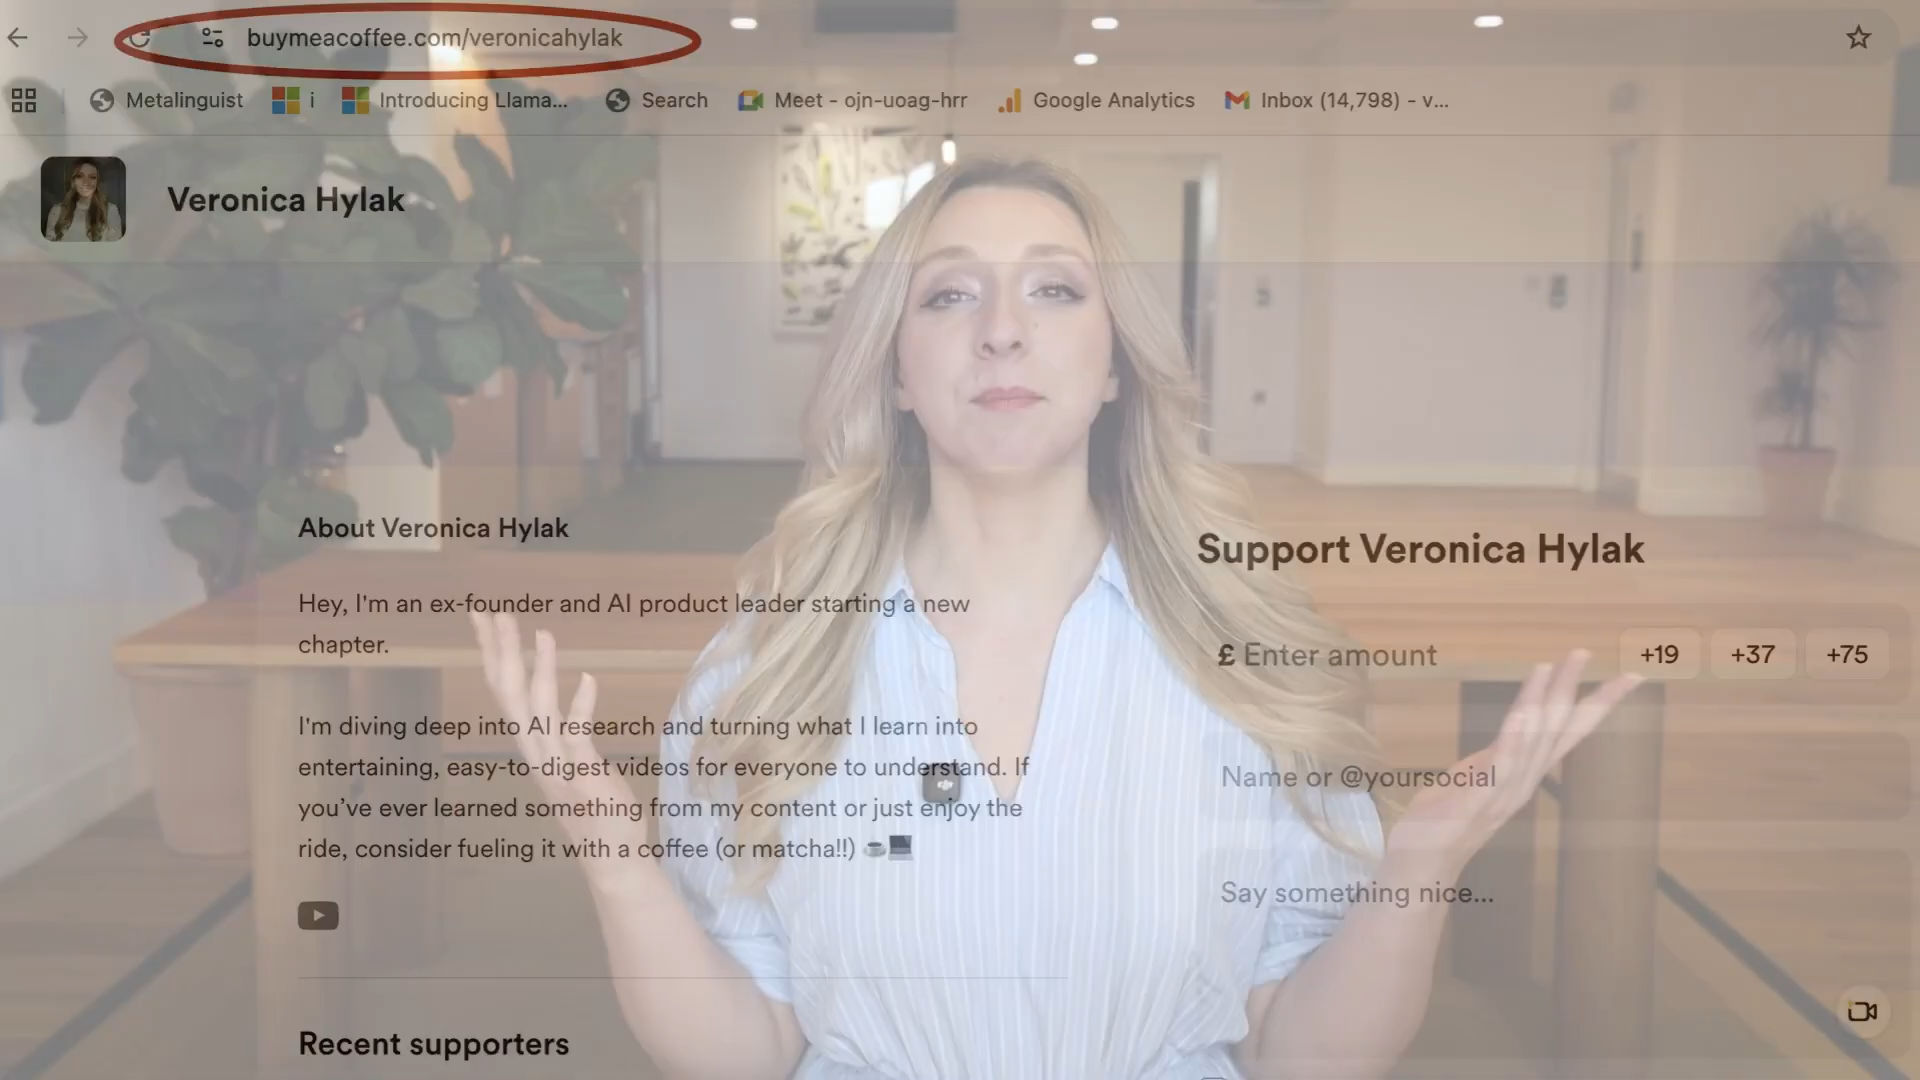 buymeacoffee.com/veronicahylak
Metalinguist
i
Introducing Llama...
Search
Meet - ojn-uoag-hrr
Google Analytics
Inbox (14,798) - v...
Veronica Hylak
About Veronica Hylak
Hey, I'm an ex-founder and AI product leader starting a new
chapter.
I'm diving deep into AI research and turning what I learn into
entertaining, easy-to-digest videos for everyone to understand. If
you’ve ever learned something from my content or just enjoy the
ride, consider fueling it with a coffee (or matcha!!) ☕💻
Recent supporters
Support Veronica Hylak
£ Enter amount
+19
+37
+75
Name or @yoursocial
Say something nice...